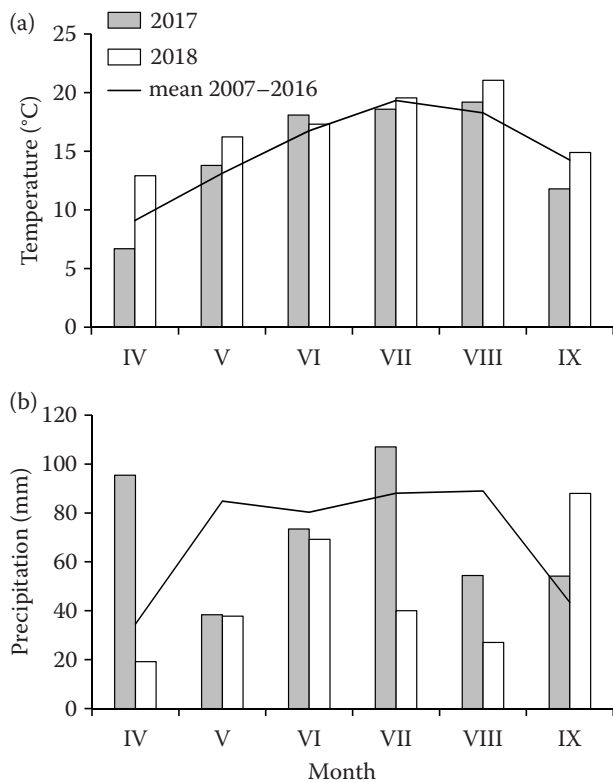 (a)
2017
2018
mean 2007–2016
Temperature (°C)
25
20
15
10
5
0
IV V VI VII VIII IX
(b)
Precipitation (mm)
120
100
80
60
40
20
0
IV V VI VII VIII IX
Month